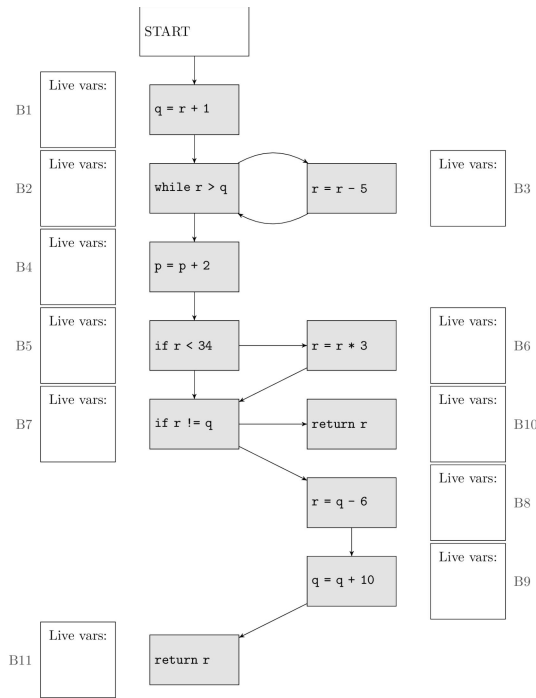 START
Live vars:
B1
q = r + 1
Live vars:
B2
while r > q
r = r - 5
Live vars:
B3
Live vars:
B4
p = p + 2
Live vars:
B5
if r < 34
r = r * 3
Live vars:
B6
Live vars:
B7
if r != q
return r
Live vars:
B10
r = q - 6
Live vars:
B8
q = q + 10
Live vars:
B9
Live vars:
B11
return r